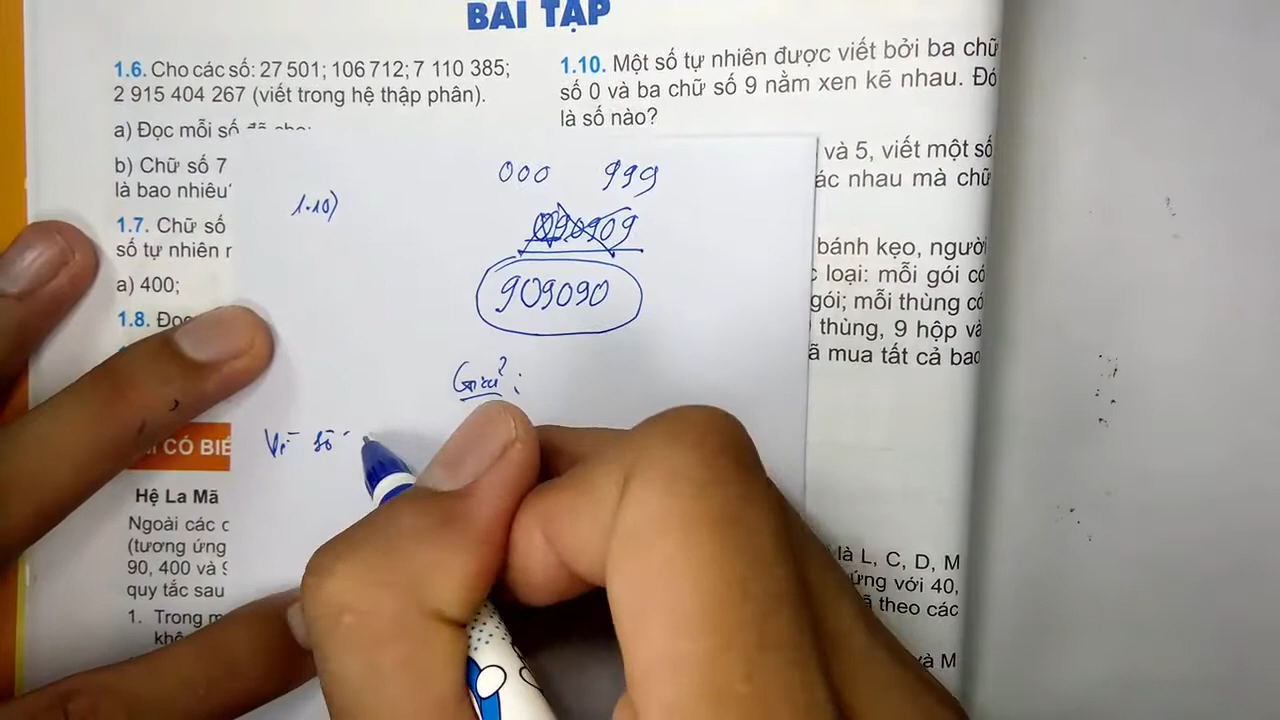 BÀI TẬP
1.6. Cho các số: 27 501; 106 712; 7 110 385;
2 915 404 267 (viết trong hệ thập phân).
a) Đọc mỗi số đã cho;
b) Chữ số 7
là bao nhiêu
1.7. Chữ số
số tự nhiên
a) 400;
1.8. Đọc
CÓ BIẾ
Hệ La Mã
Ngoài các
(tương ứng
90, 400 và
quy tắc sau
1. Trong
1.10. Một số tự nhiên được viết bởi ba chữ
số 0 và ba chữ số 9 nằm xen kẽ nhau. Đó
là số nào?
và 5, viết một số
ác nhau mà chữ
bánh kẹo, người
loại: mỗi gói có
gói; mỗi thùng có
thùng, 9 hộp và
ã mua tất cả bao
là L, C, D, M
ứng với 40,
ã theo các
và M
1.10)
000 999
090909
909090
Giải:
Vì số